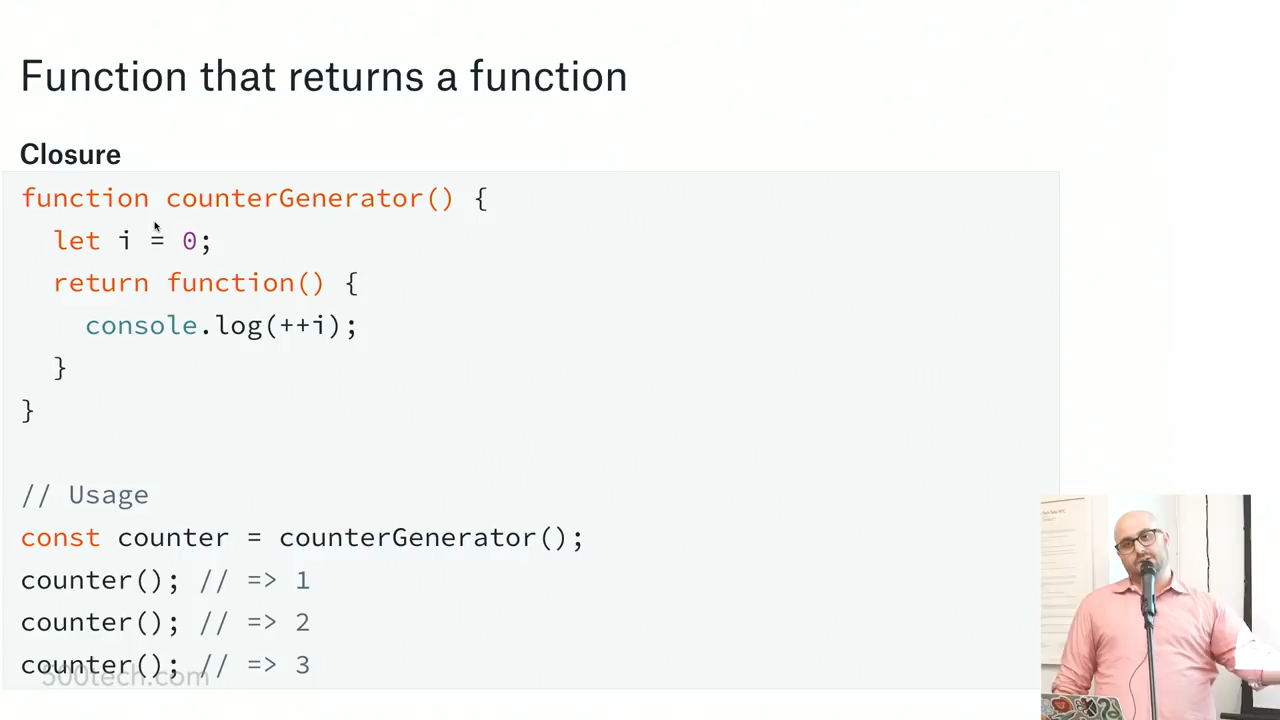 Function that returns a function
Closure
function counterGenerator() {
  let i = 0;
  return function() {
    console.log(++i);
  }
}
// Usage
const counter = counterGenerator();
counter(); // => 1
counter(); // => 2
counter(); // => 3
500tech.com